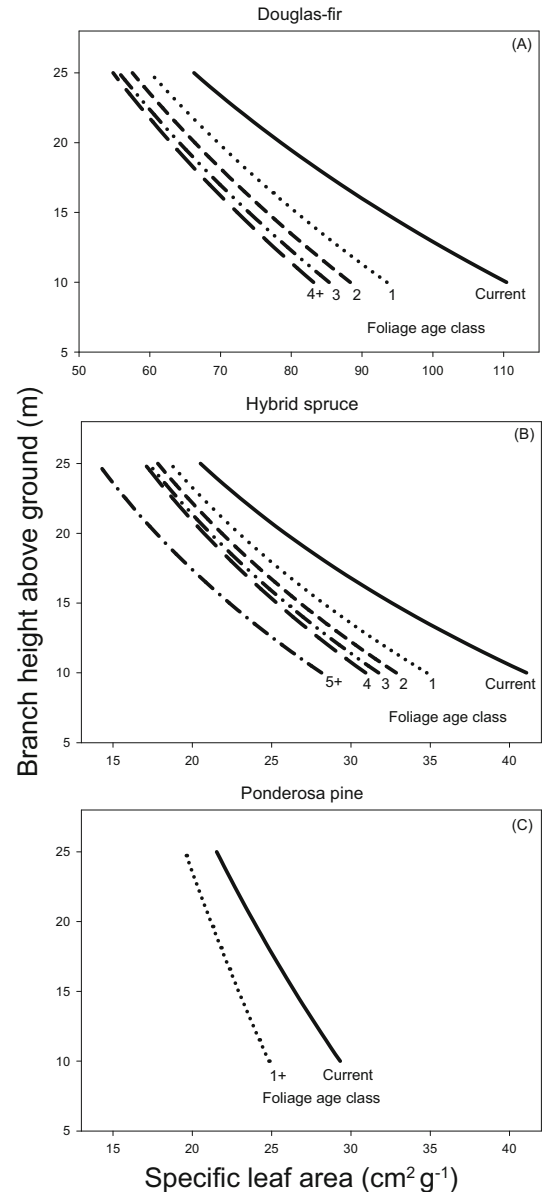 Douglas-fir
(A)
25
20
15
10
5
4+ 3 2 1 Current
Foliage age class
50 60 70 80 90 100 110
Hybrid spruce
(B)
25
20
15
10
5
5+ 4 3 2 1 Current
Foliage age class
15 20 25 30 35 40
Ponderosa pine
(C)
25
20
15
10
5
1+ Current
Foliage age class
15 20 25 30 35 40
Branch height above ground (m)
Specific leaf area (cm² g⁻¹)